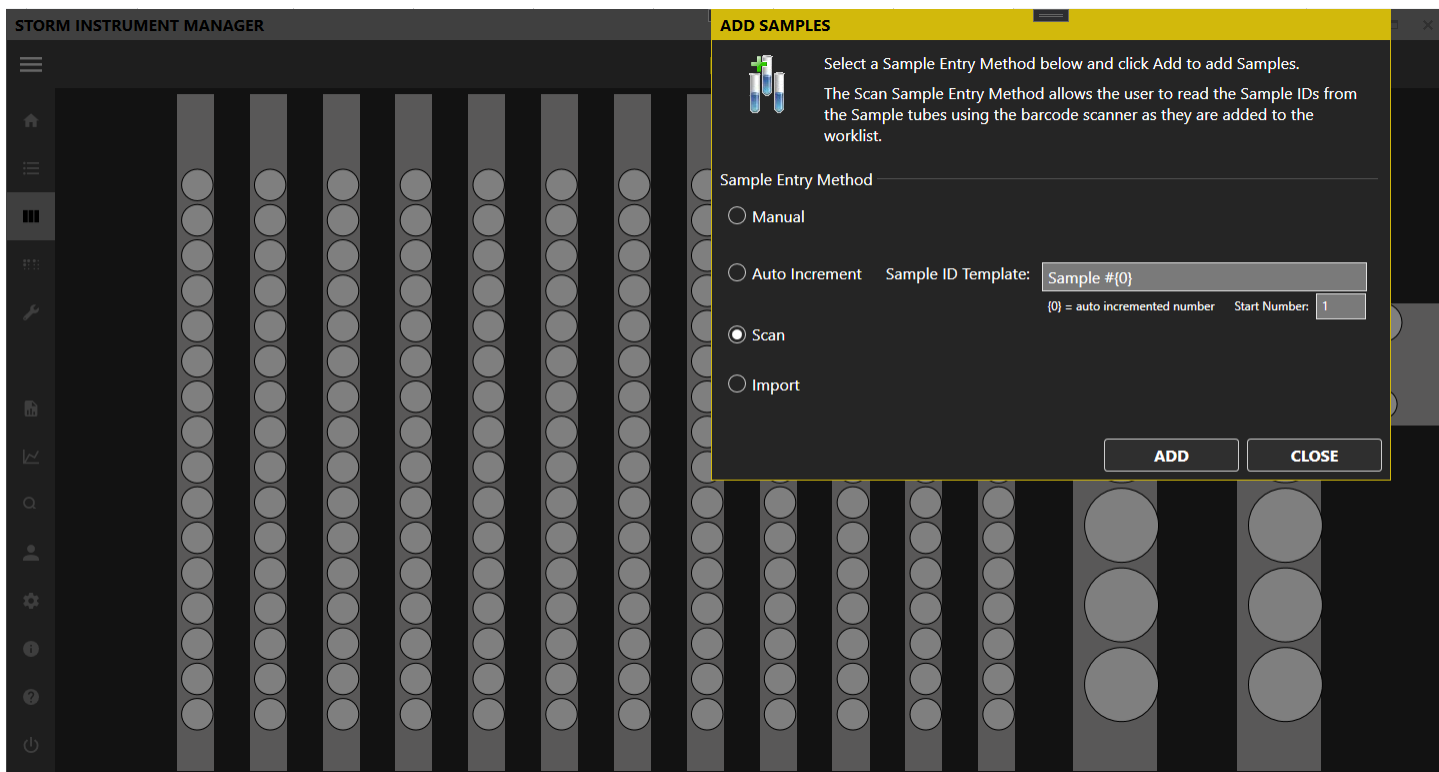 STORM INSTRUMENT MANAGER
ADD SAMPLES
Select a Sample Entry Method below and click Add to add Samples.
The Scan Sample Entry Method allows the user to read the Sample IDs from
the Sample tubes using the barcode scanner as they are added to the
worklist.
Sample Entry Method
Manual
Auto Increment Sample ID Template: Sample #{0}
{0} = auto incremented number Start Number: 1
Scan
Import
ADD CLOSE